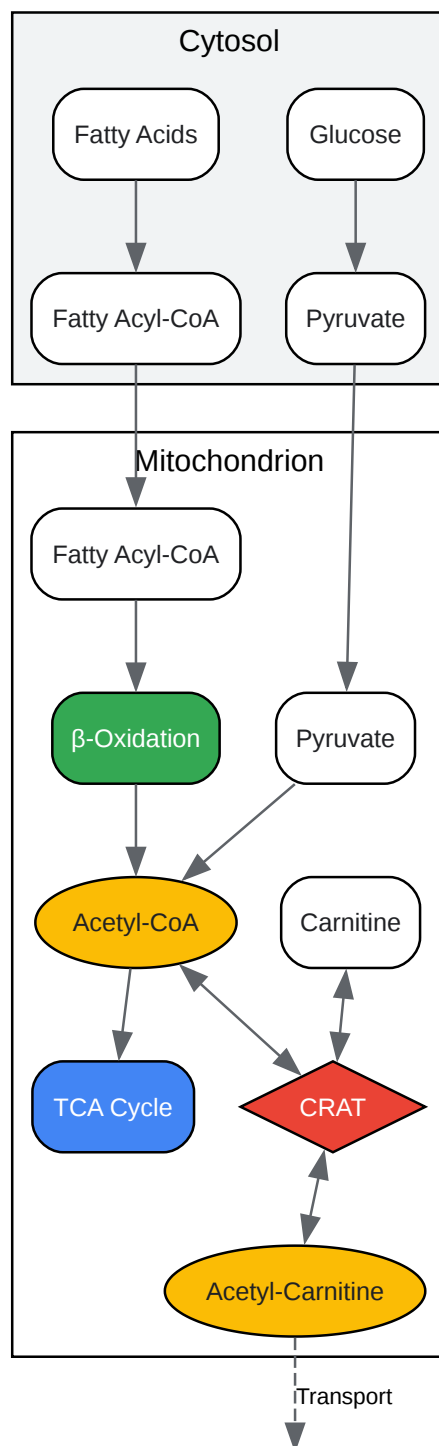 Cytosol
Fatty Acids
Glucose
Fatty Acyl-CoA
Pyruvate
Mitochondrion
Fatty Acyl-CoA
β-Oxidation
Pyruvate
Acetyl-CoA
Carnitine
TCA Cycle
CRAT
Acetyl-Carnitine
Transport